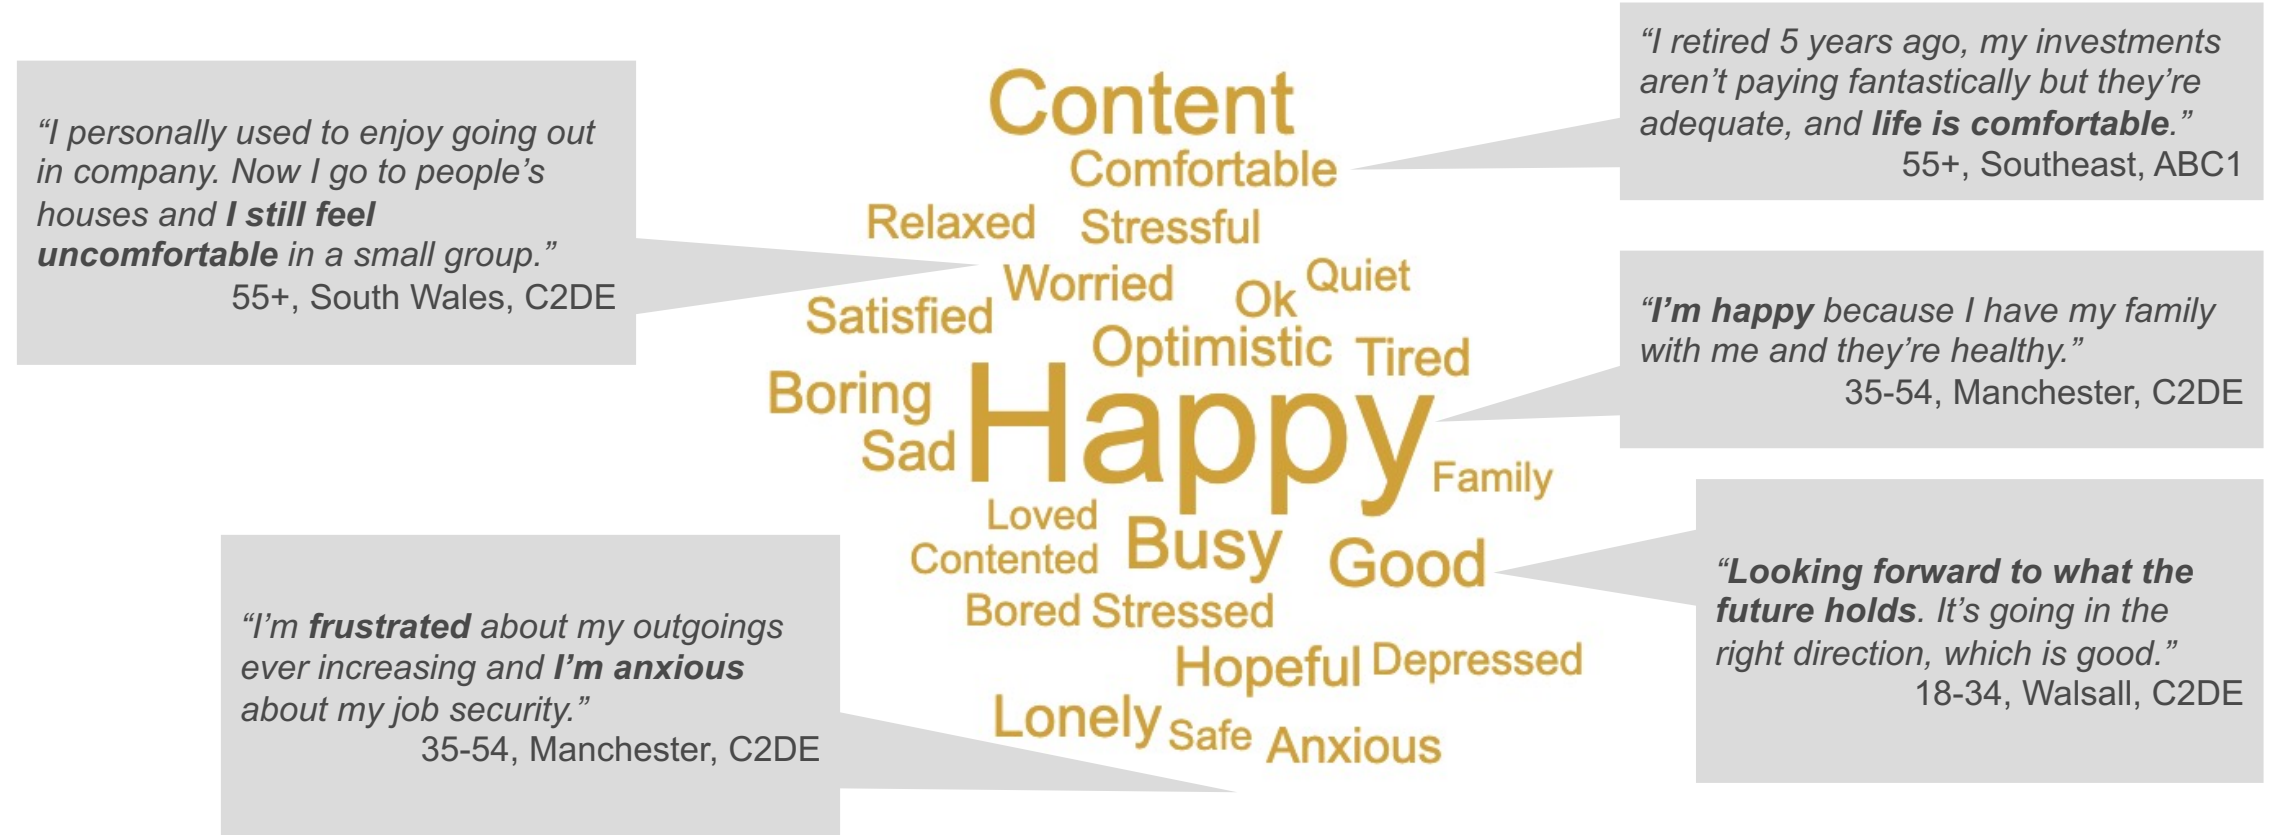 “I personally used to enjoy going out
in company. Now I go to people’s
houses and I still feel
uncomfortable in a small group.”
55+, South Wales, C2DE
“I’m frustrated about my outgoings
ever increasing and I’m anxious
about my job security.”
35-54, Manchester, C2DE
Content
Comfortable
Relaxed Stressful
Worried Ok Quiet
Satisfied
Optimistic Tired
Boring
Happy
Sad
Family
Loved
Contented Busy Good
Bored Stressed
Hopeful Depressed
Lonely Safe Anxious
“I retired 5 years ago, my investments
aren’t paying fantastically but they’re
adequate, and life is comfortable.”
55+, Southeast, ABC1
“I’m happy because I have my family
with me and they’re healthy.”
35-54, Manchester, C2DE
“Looking forward to what the
future holds. It’s going in the
right direction, which is good.”
18-34, Walsall, C2DE